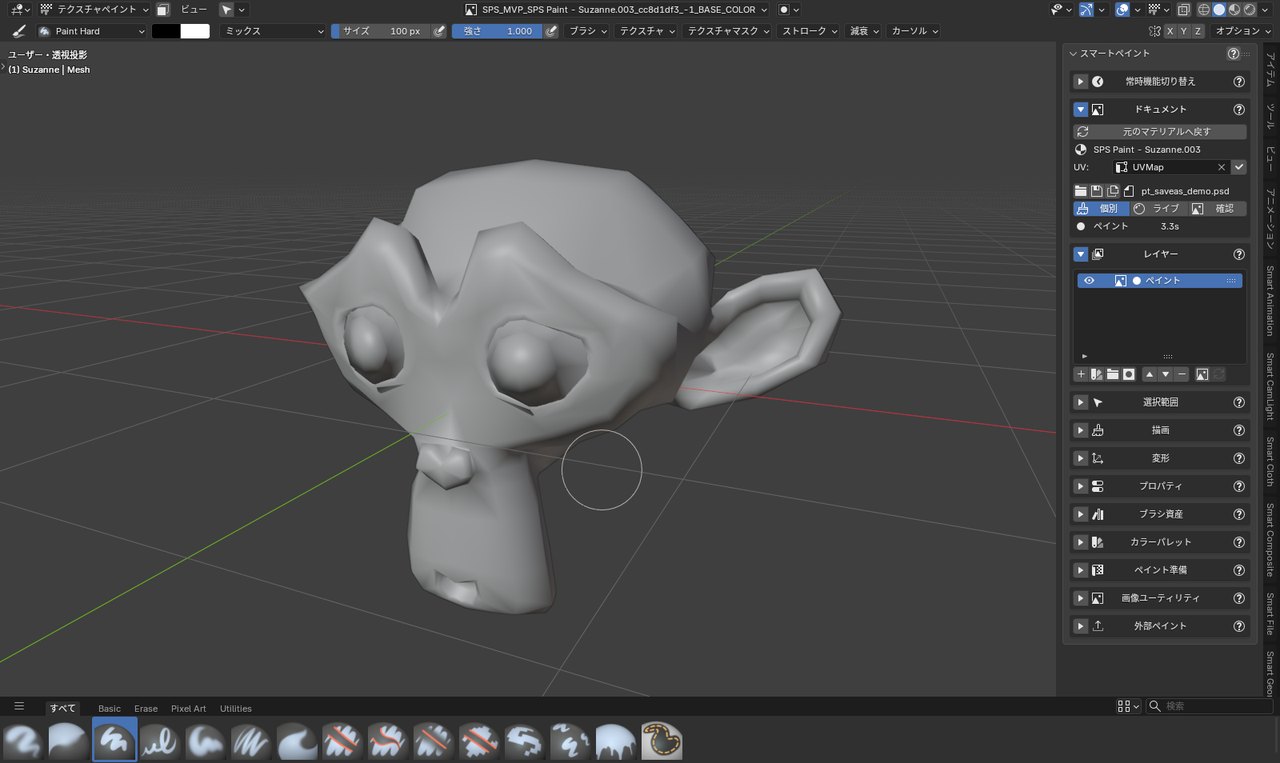 テクスチャペイント ビュー SPS_MVP_SPS Paint - Suzanne.003_cc8d1df3_-1_BASE_COLOR
Paint Hard ミックス サイズ 100 px 強さ 1.000 ブラシ テクスチャ テクスチャマスク ストローク 減衰 カーソル X Y Z オプション
ユーザー・透視投影
(1) Suzanne | Mesh
スマートペイント
常時機能切り替え
ドキュメント
元のマテリアルへ戻す
SPS Paint - Suzanne.003
UV: UVMap
pt_saveas_demo.psd
個別 ライブ 確認
ペイント 3.3s
レイヤー
ペイント
選択範囲
描画
変形
プロパティ
ブラシ資産
カラーパレット
ペイント準備
画像ユーティリティ
外部ペイント
アイテム
ツール
ビュー
アニメーション
Smart Animation
Smart CamLight
Smart Cloth
Smart Composite
Smart File
Smart Geo
すべて Basic Erase Pixel Art Utilities 検索